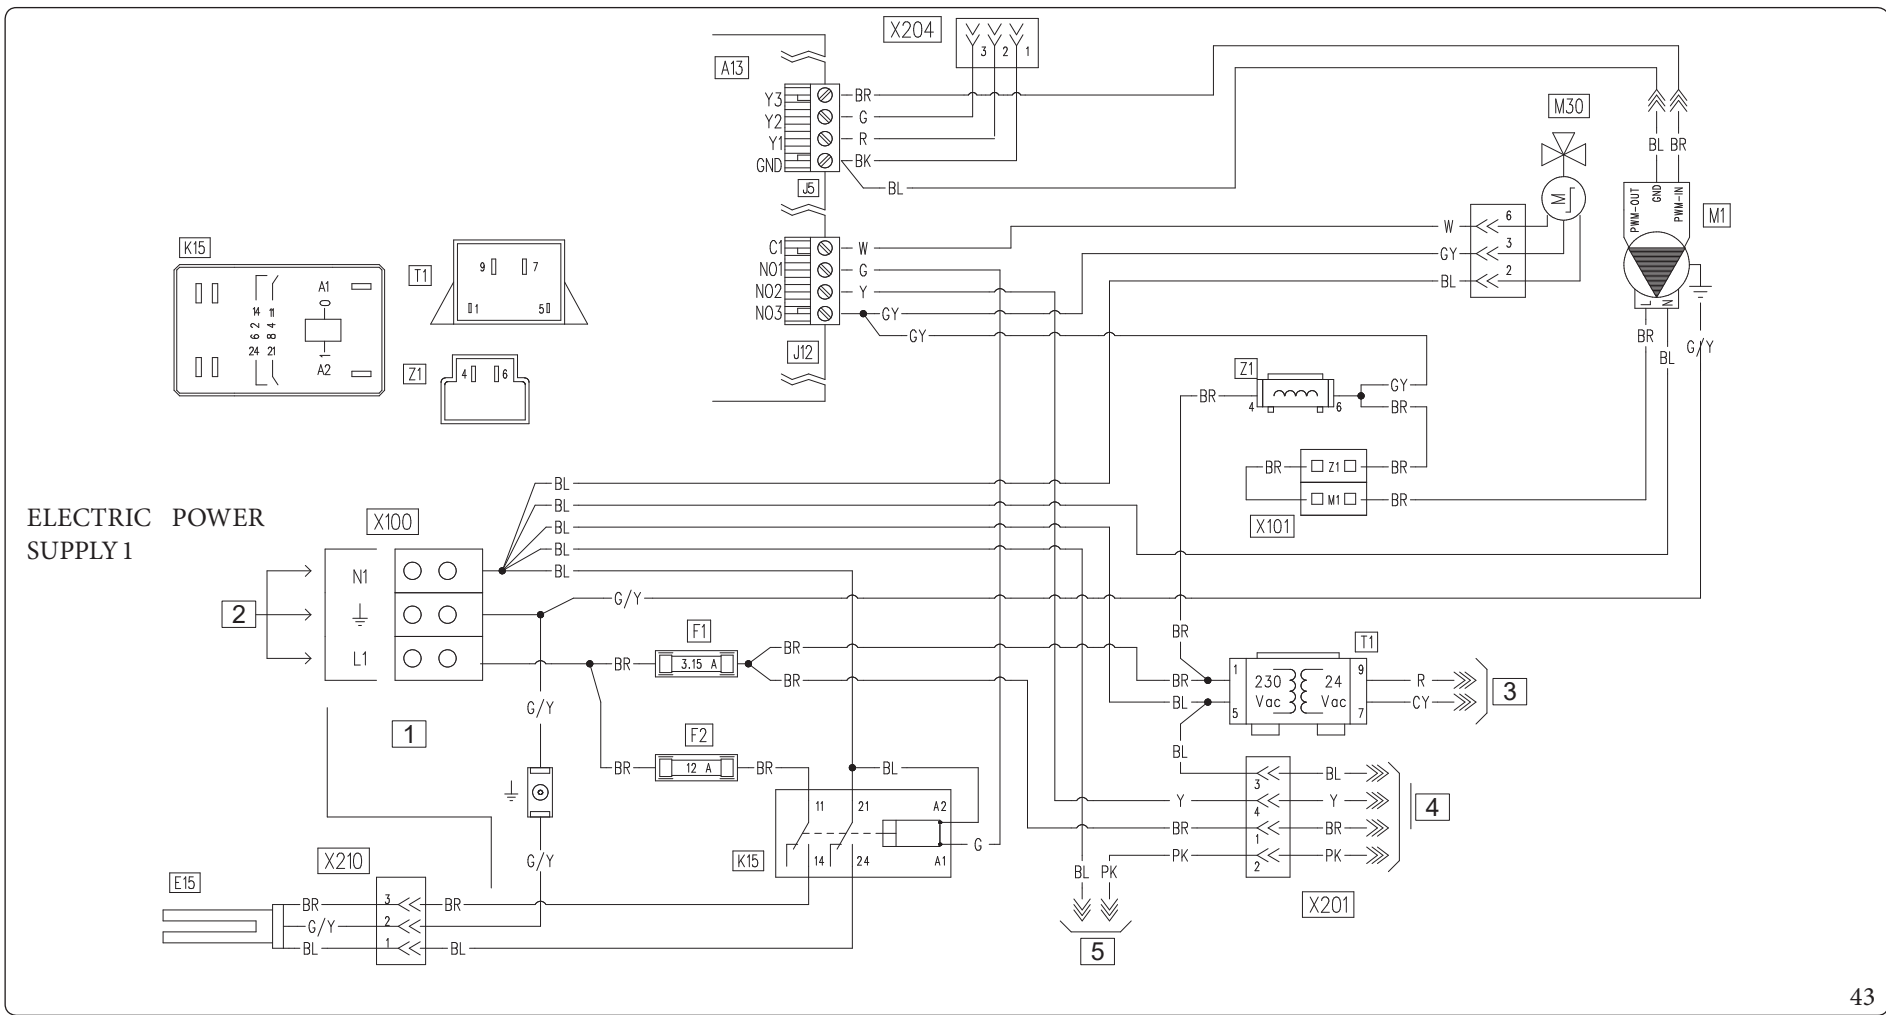 X204
3 2 1
A13
Y3 BR
Y2 G
Y1 R
GND BK
J5
BL
M30
M
BL BR
PWM-OUT
GND
PWM-IN
M1
L N
BR
BL
G/Y
K15
A1
14 11
6 2 8 4
24 21
0
1
A2
T1
9 7
1 5
Z1
4 6
C1 W
NO1 G
NO2 Y
NO3 GY
GY
J12
W 6
GY 3
BL 2
Z1
BR 4 6 GY
BR
BR Z1 BR
M1 BR
X101
ELECTRIC POWER
SUPPLY 1
X100
BL
BL
BL
BL
BL
2
N1
L1
G/Y
F1
BR 3.15 A BR
BR
G/Y
1
F2
BR 12 A BR
BL
BR
T1
BR 1 230 Vac 24 Vac 9 R
BL 5 7 CY
3
BL
3 BL
Y 4 Y
BR 1 BR
PK 2 PK
4
X201
BL PK
5
11 21 A2
14 24 A1
G
K15
G/Y
X210
E15
BR 3 BR
G/Y 2
BL 1 BL
43